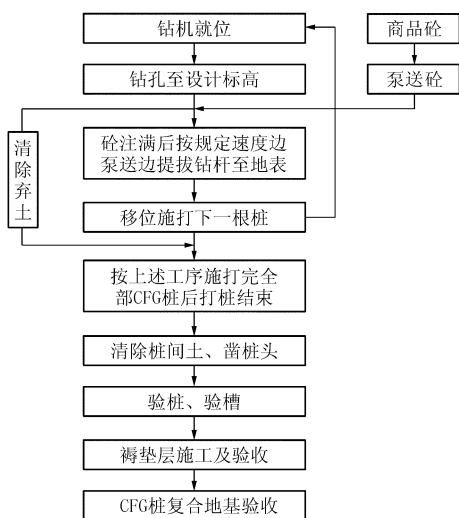 钻机就位
商品砼
钻孔至设计标高
泵送砼
清
除
弃
土
砼注满后按规定速度边
泵送边提拔钻杆至地表
移位施打下一根桩
按上述工序施打完全
部CFG桩后打桩结束
清除桩间土、凿桩头
验桩、验槽
褥垫层施工及验收
CFG桩复合地基验收